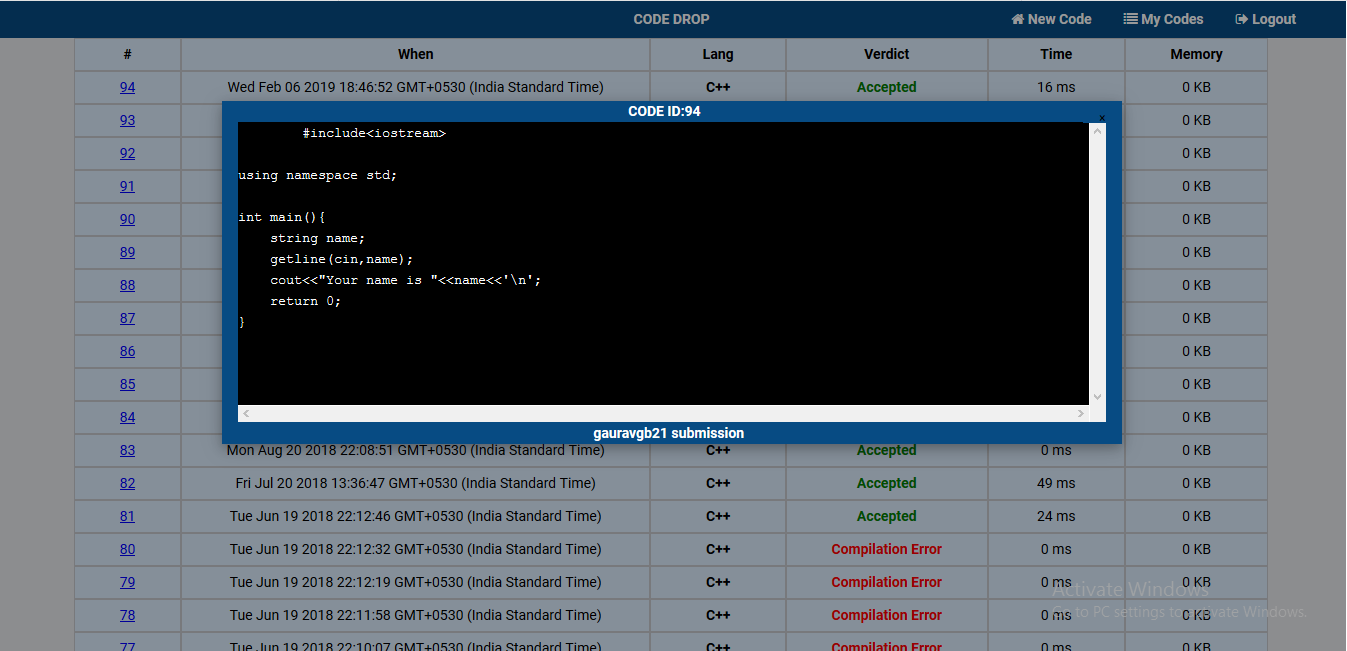 CODE DROP New Code My Codes Logout
# When Lang Verdict Time Memory
94 Wed Feb 06 2019 18:46:52 GMT+0530 (India Standard Time) C++ Accepted 16 ms 0 KB
CODE ID:94
x
#include<iostream>
using namespace std;
int main(){
string name;
getline(cin,name);
cout<<"Your name is "<<name<<'\n';
return 0;
}
gauravgb21 submission
93 0 KB
92 0 KB
91 0 KB
90 0 KB
89 0 KB
88 0 KB
87 0 KB
86 0 KB
85 0 KB
84 0 KB
83 Mon Aug 20 2018 22:08:51 GMT+0530 (India Standard Time) C++ Accepted 0 ms 0 KB
82 Fri Jul 20 2018 13:36:47 GMT+0530 (India Standard Time) C++ Accepted 49 ms 0 KB
81 Tue Jun 19 2018 22:12:46 GMT+0530 (India Standard Time) C++ Accepted 24 ms 0 KB
80 Tue Jun 19 2018 22:12:32 GMT+0530 (India Standard Time) C++ Compilation Error 0 ms 0 KB
79 Tue Jun 19 2018 22:12:19 GMT+0530 (India Standard Time) C++ Compilation Error 0 ms 0 KB
78 Tue Jun 19 2018 22:11:58 GMT+0530 (India Standard Time) C++ Compilation Error 0 ms 0 KB
77 Tue Jun 19 2018 22:10:07 GMT+0530 (India Standard Time) C++ Compilation Error 0 ms 0 KB
Activate Windows
Go to PC settings to activate Windows.